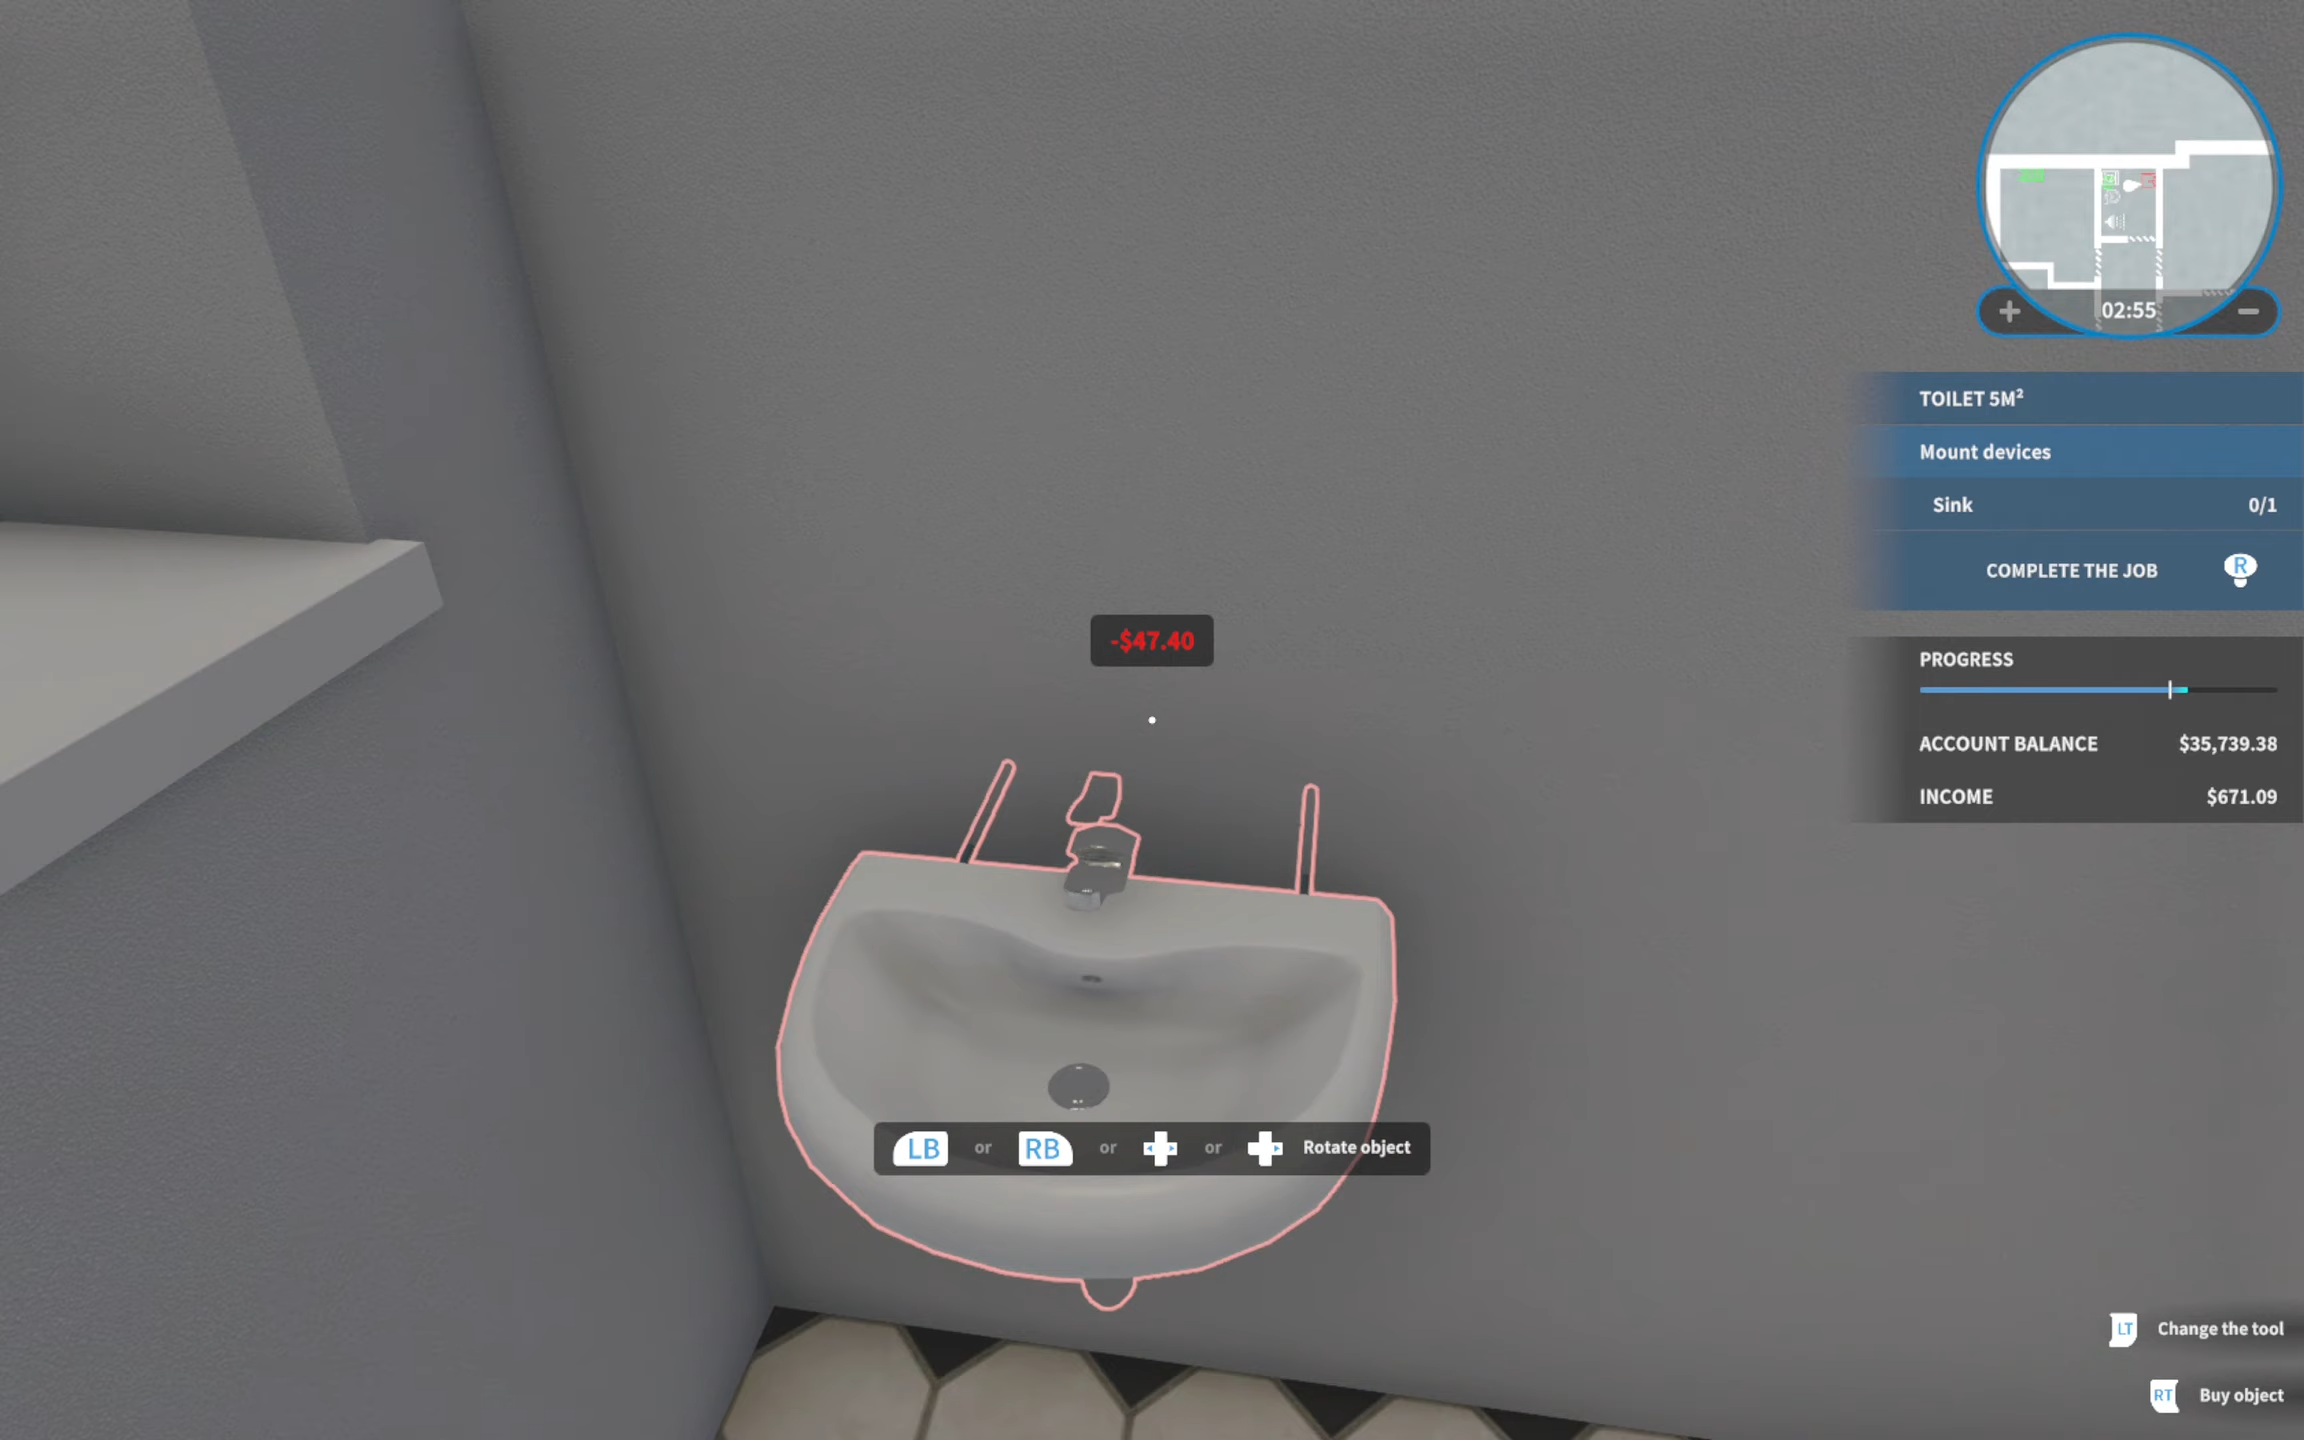 02:55
TOILET 5M²
Mount devices
Sink 0/1
COMPLETE THE JOB R
-$47.40
PROGRESS
ACCOUNT BALANCE $35,739.38
INCOME $671.09
LB or RB or or Rotate object
LT Change the tool
RT Buy object